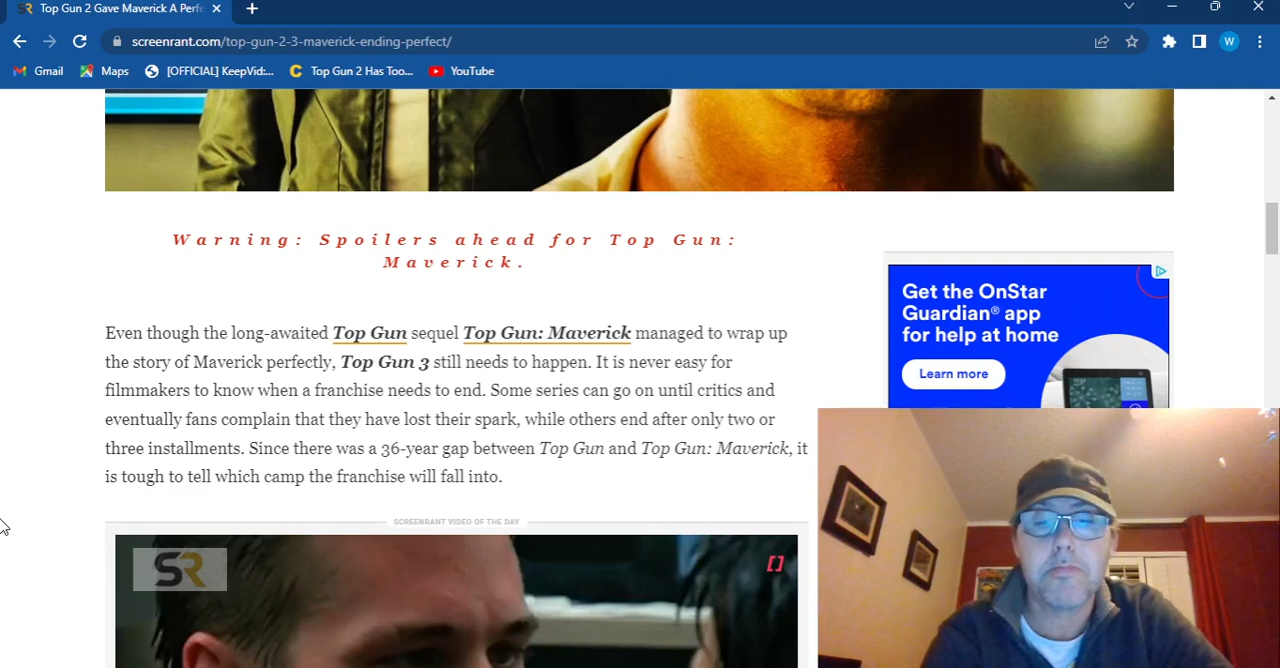 Top Gun 2 Gave Maverick A Perfe
screenrant.com/top-gun-2-3-maverick-ending-perfect/
W
Gmail
Maps
[OFFICIAL] KeepVid:...
Top Gun 2 Has Too...
YouTube
Warning: Spoilers ahead for Top Gun:
Maverick.
Even though the long-awaited Top Gun sequel Top Gun: Maverick managed to wrap up
the story of Maverick perfectly, Top Gun 3 still needs to happen. It is never easy for
filmmakers to know when a franchise needs to end. Some series can go on until critics and
eventually fans complain that they have lost their spark, while others end after only two or
three installments. Since there was a 36-year gap between Top Gun and Top Gun: Maverick, it
is tough to tell which camp the franchise will fall into.
SCREENRANT VIDEO OF THE DAY
SR
[]
Get the OnStar
Guardian® app
for help at home
Learn more